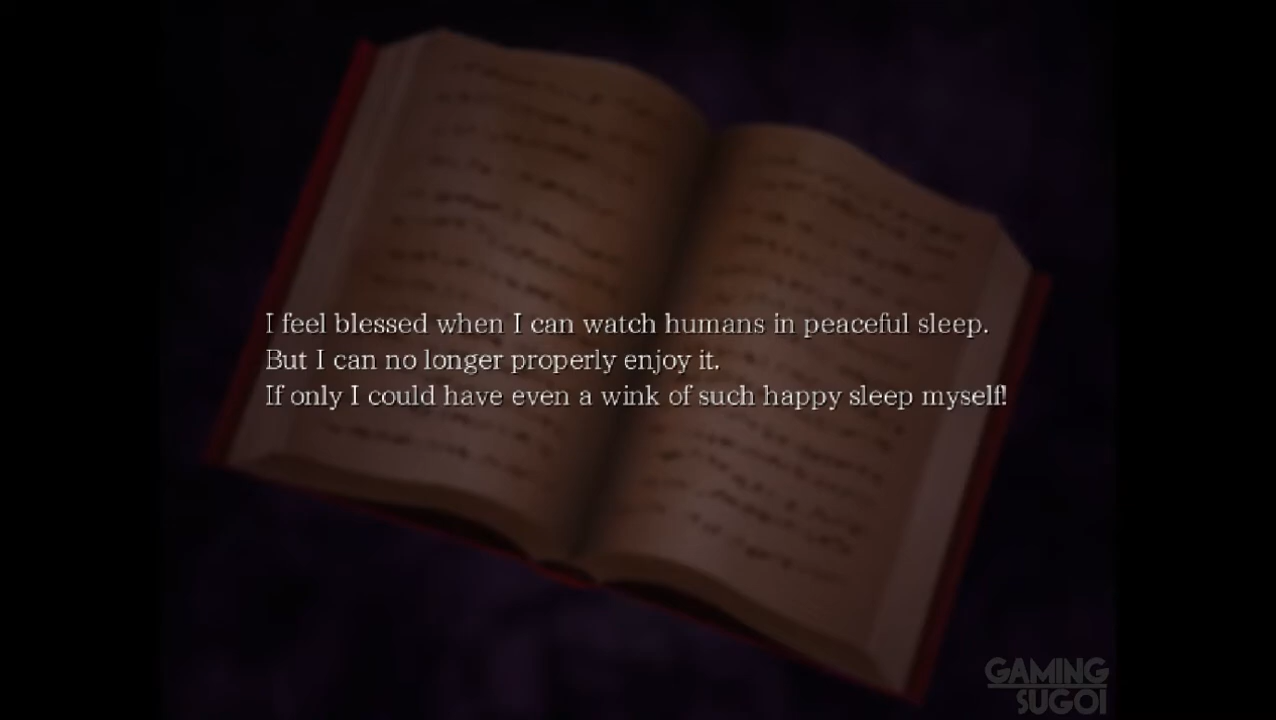 I feel blessed when I can watch humans in peaceful sleep.
But I can no longer properly enjoy it.
If only I could have even a wink of such happy sleep myself!
GAMING
SUGOI